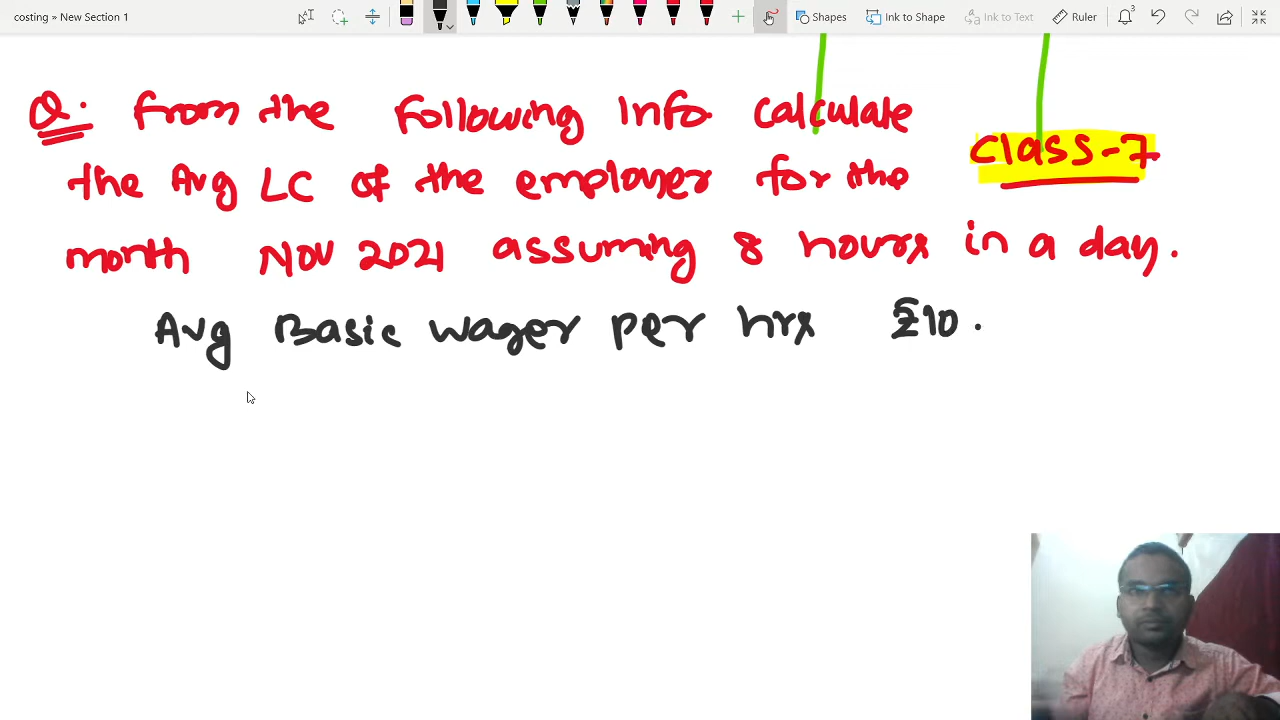 costing » New Section 1
Shapes
Ink to Shape
Ink to Text
Ruler
Q. From the Following Info Calculate
the Avg LC of the employer for the
month Nov 2021 assuming 8 hours in a day.
Class-7
Avg Basic wager per hrs ₹10.